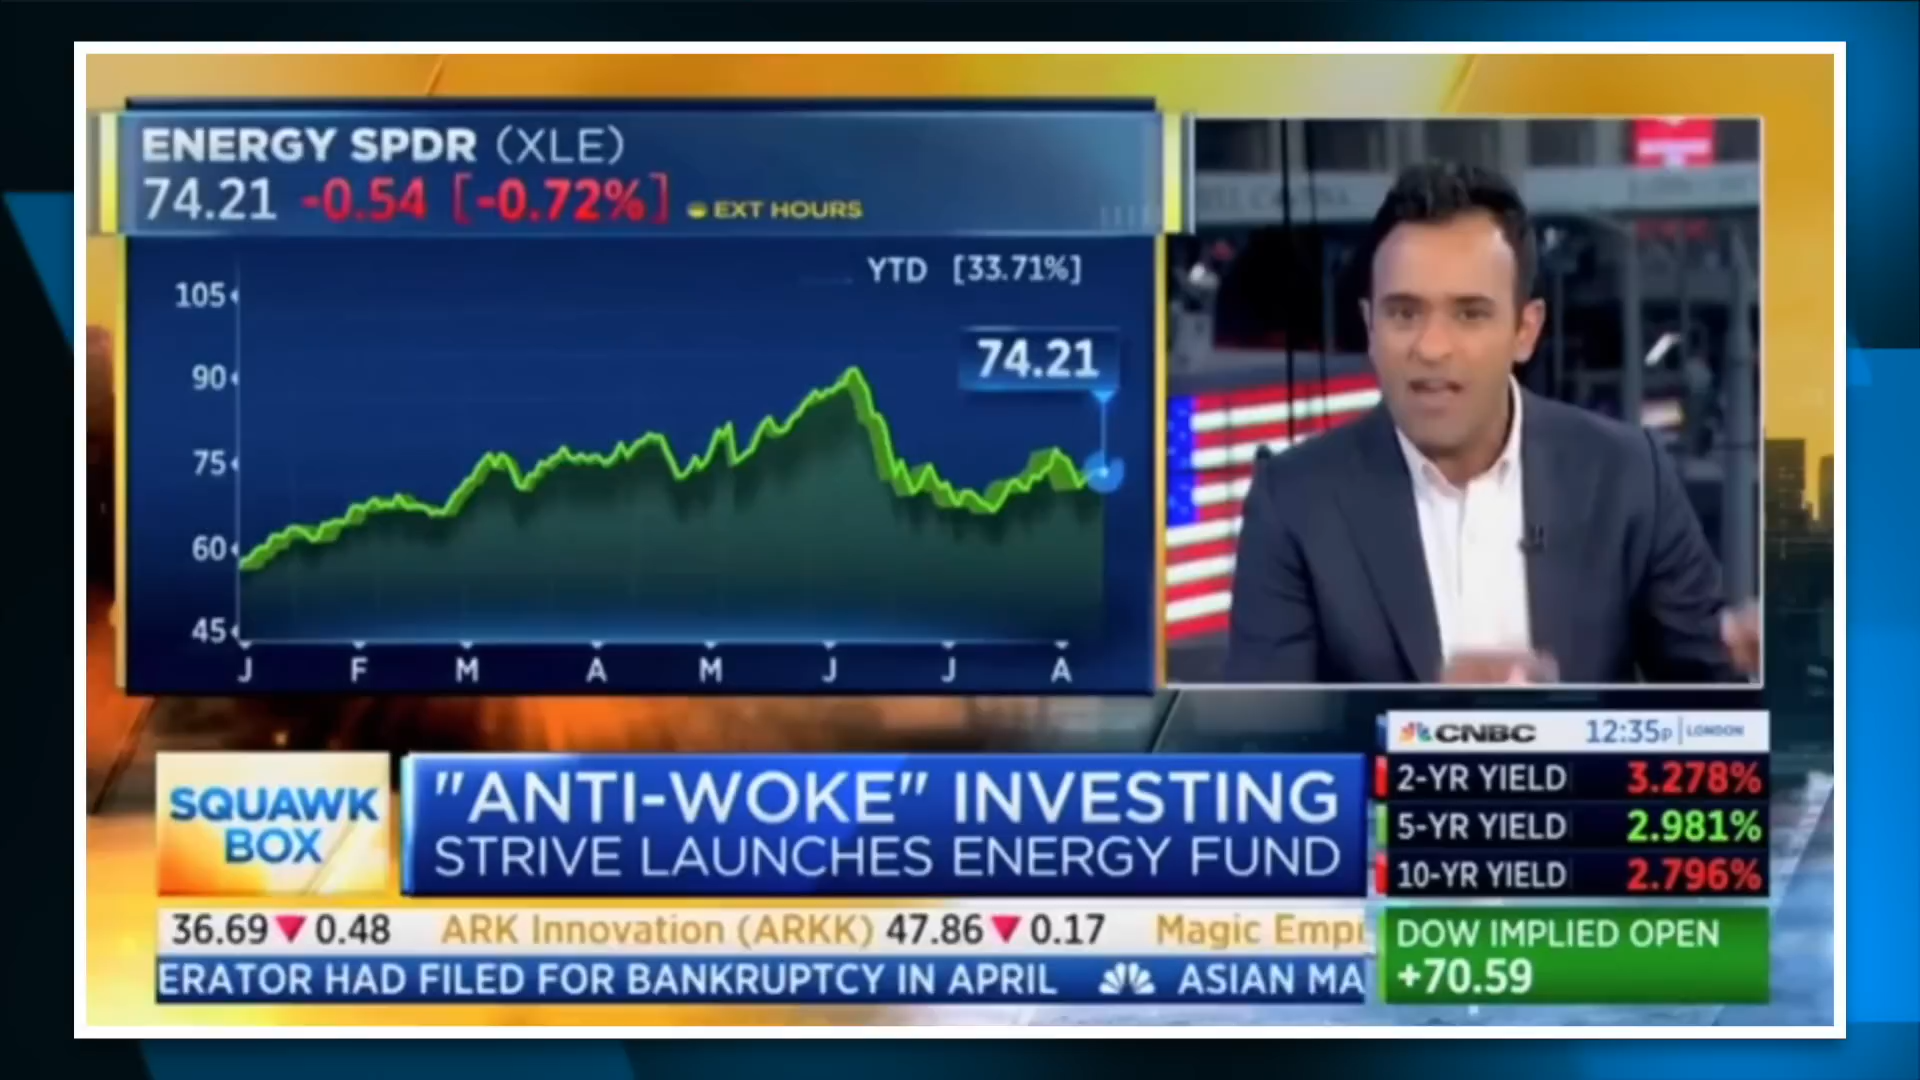 ENERGY SPDR (XLE)
74.21 -0.54 [-0.72%] EXT HOURS
YTD [33.71%]
105
90
75
60
45
74.21
J F M A M J J A
CNBC 12:35P LONDON
2-YR YIELD 3.278%
5-YR YIELD 2.981%
10-YR YIELD 2.796%
DOW IMPLIED OPEN
+70.59
SQUAWK
BOX
"ANTI-WOKE" INVESTING
STRIVE LAUNCHES ENERGY FUND
36.69 ▼ 0.48 ARK Innovation (ARKK) 47.86 ▼ 0.17 Magic Empi
ERATOR HAD FILED FOR BANKRUPTCY IN APRIL ASIAN MA